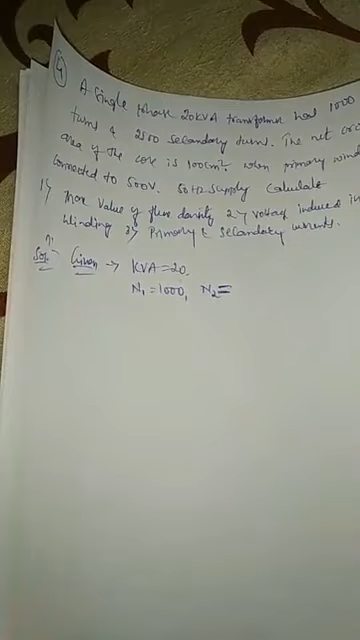 4 A Single phase 20KVA transformer has 1000
turns & 2500 secondary turns. The net cro
area of the core is 100cm². when primary wind
Connected to 500V. 50Hz supply Calculate
1) Max Value of flux density 2) voltage induced in
winding 3) Primary & secondary currents.
Sol:- Given → KVA=20,
N₁=1000, N₂=